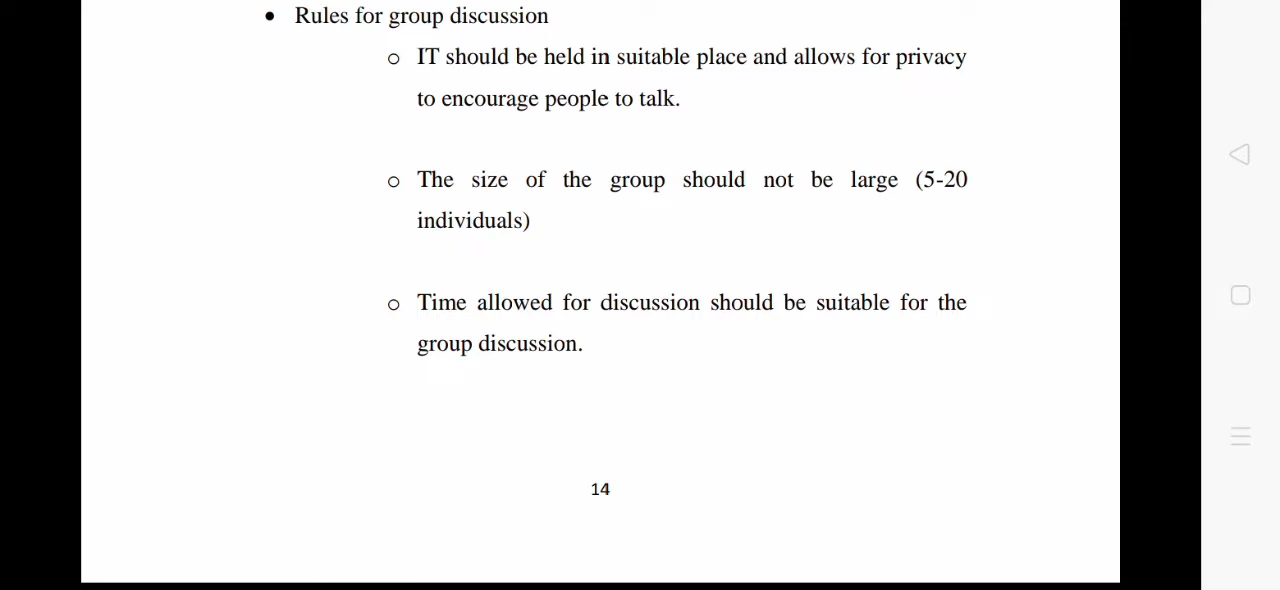 • Rules for group discussion
o IT should be held in suitable place and allows for privacy
to encourage people to talk.
o The size of the group should not be large (5-20
individuals)
o Time allowed for discussion should be suitable for the
group discussion.
14